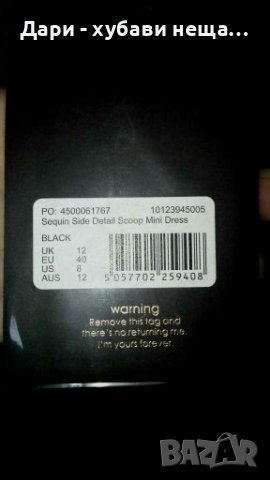 Дари - хубави неща...
PO: 4500061767 10123945005
Sequin Side Detail Scoop Mini Dress
BLACK
UK 12
EU 40
US 8
AUS 12
5 057702 259408
warning
Remove this tag and
there's no returning me.
I'm yours forever.
BAZAR